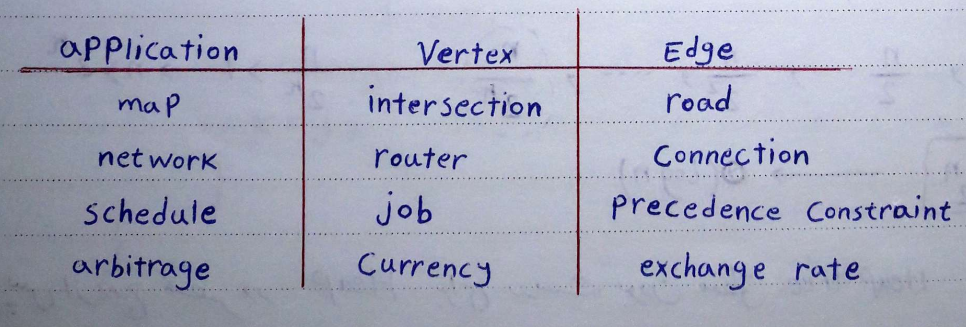 application Vertex Edge
map intersection road
network router Connection
schedule job Precedence Constraint
arbitrage Currency exchange rate